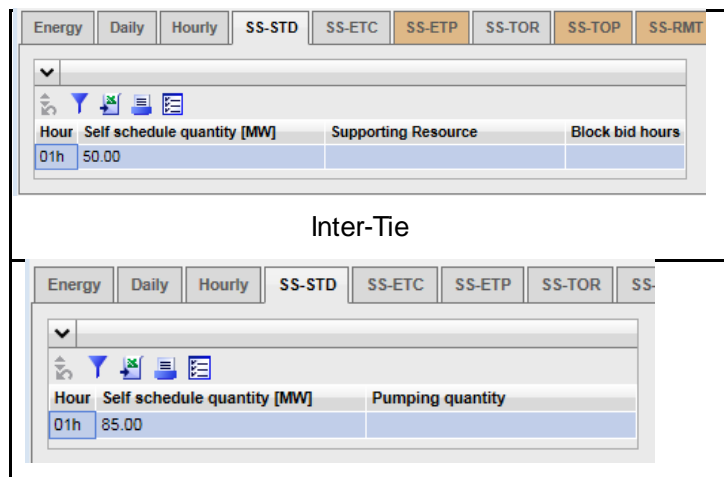 Energy Daily Hourly SS-STD SS-ETC SS-ETP SS-TOR SS-TOP SS-RMT
Hour Self schedule quantity [MW] Supporting Resource Block bid hours
01h 50.00
Inter-Tie
Energy Daily Hourly SS-STD SS-ETC SS-ETP SS-TOR SS-
Hour Self schedule quantity [MW] Pumping quantity
01h 85.00